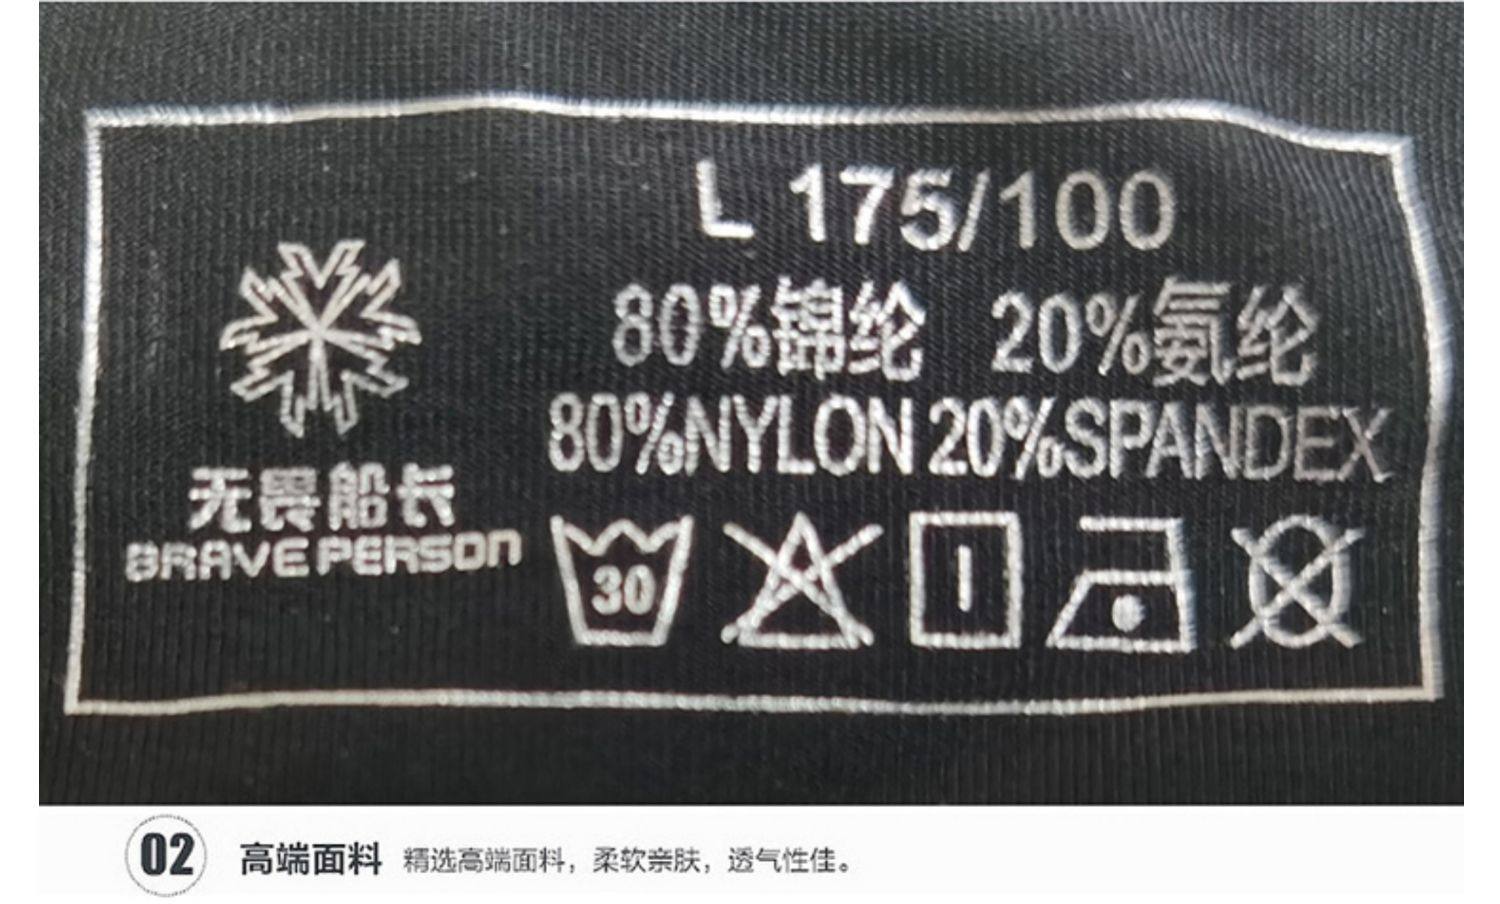 L 175/100
80%锦纶 20%氨纶
80%NYLON 20%SPANDEX
无畏船长
BRAVE PERSON
30
02 高端面料 精选高端面料，柔软亲肤，透气性佳。